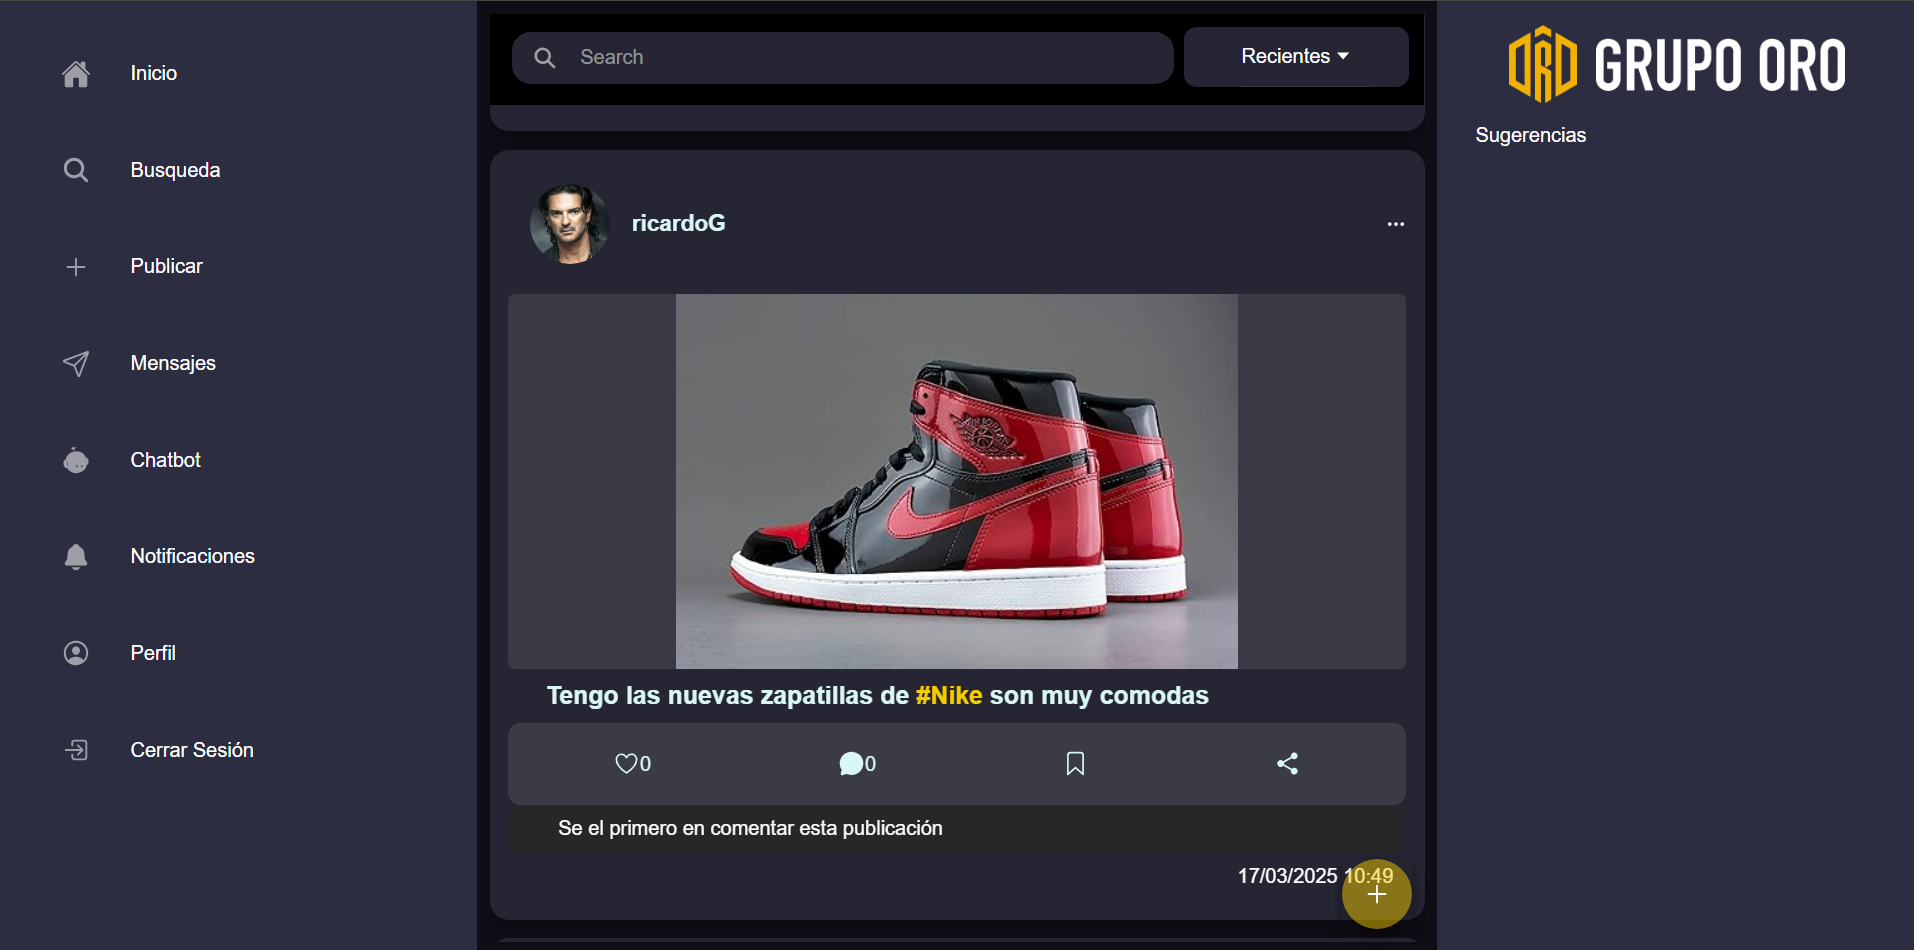 Inicio
Busqueda
Publicar
Mensajes
Chatbot
Notificaciones
Perfil
Cerrar Sesión
Search
Recientes
ricardoG
Tengo las nuevas zapatillas de #Nike son muy comodas
0
0
Se el primero en comentar esta publicación
17/03/2025 10:49
ORO GRUPO ORO
Sugerencias